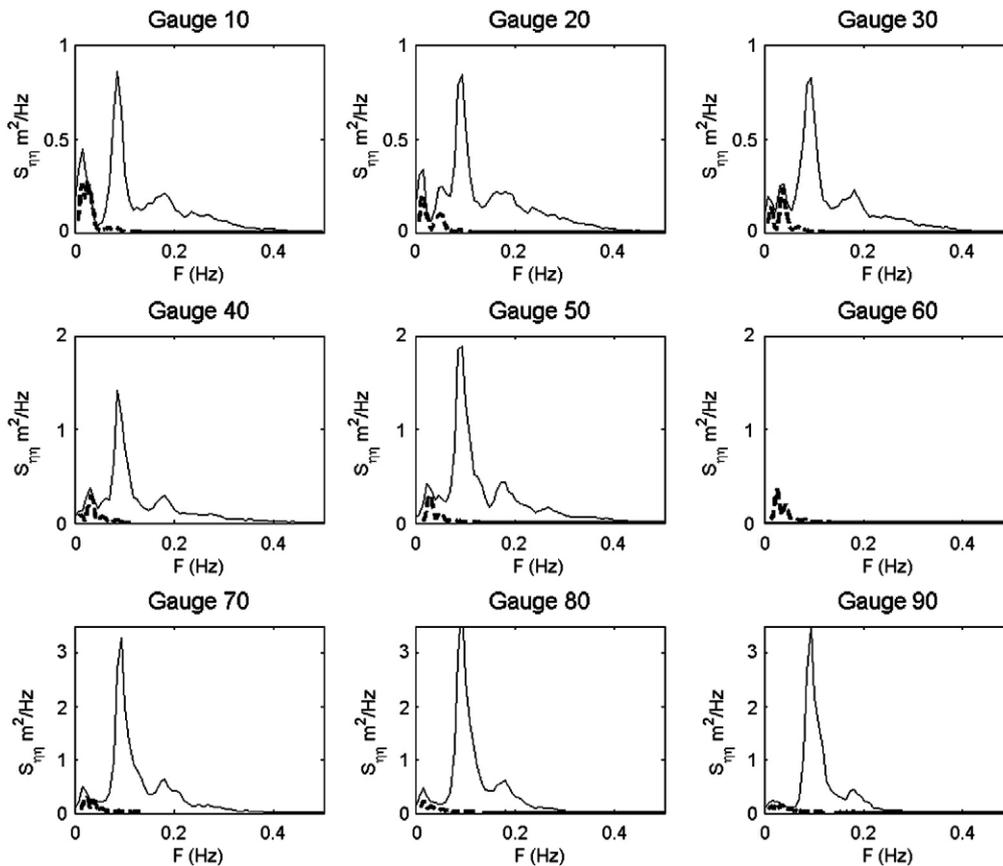 Gauge 10 Gauge 20 Gauge 30
1 1 1
S_ηη m²/Hz S_ηη m²/Hz S_ηη m²/Hz
0.5 0.5 0.5
0 0 0
0 0.2 0.4 0 0.2 0.4 0 0.2 0.4
F (Hz) F (Hz) F (Hz)
Gauge 40 Gauge 50 Gauge 60
2 2 2
S_ηη m²/Hz S_ηη m²/Hz S_ηη m²/Hz
1 1 1
0 0 0
0 0.2 0.4 0 0.2 0.4 0 0.2 0.4
F (Hz) F (Hz) F (Hz)
Gauge 70 Gauge 80 Gauge 90
3 3 3
S_ηη m²/Hz S_ηη m²/Hz S_ηη m²/Hz
2 2 2
1 1 1
0 0 0
0 0.2 0.4 0 0.2 0.4 0 0.2 0.4
F (Hz) F (Hz) F (Hz)